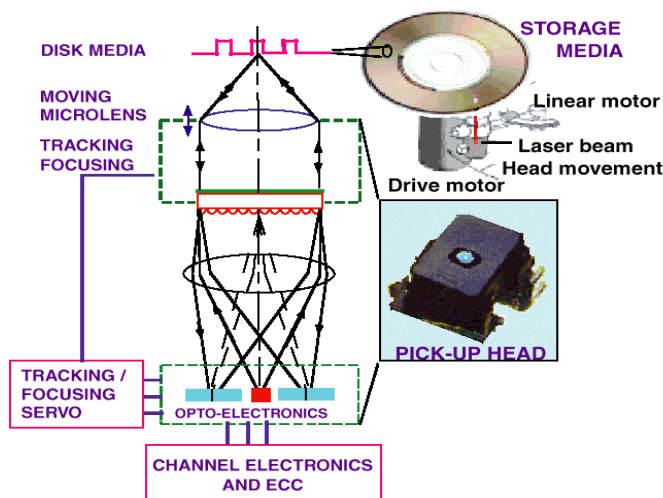 DISK MEDIA
STORAGE
MEDIA
MOVING
MICROLENS
TRACKING
FOCUSING
Linear motor
Laser beam
Head movement
Drive motor
PICK-UP HEAD
TRACKING /
FOCUSING
SERVO
OPTO-ELECTRONICS
CHANNEL ELECTRONICS
AND ECC